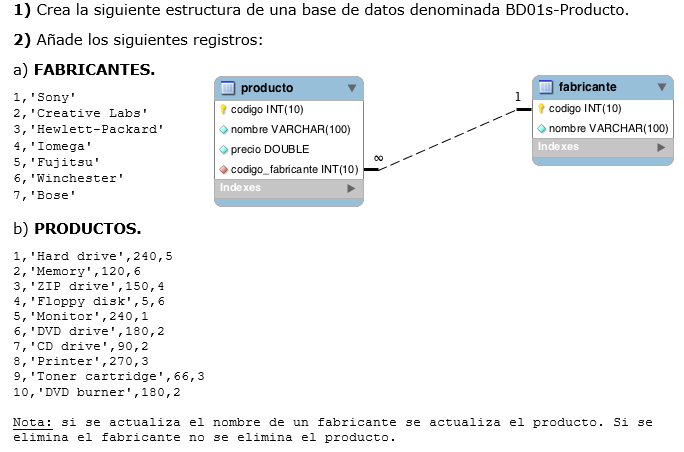 1) Crea la siguiente estructura de una base de datos denominada BD01s-Producto.
2) Añade los siguientes registros:
a) FABRICANTES.
1,'Sony'
2,'Creative Labs'
3,'Hewlett-Packard'
4,'Iomega'
5,'Fujitsu'
6,'Winchester'
7,'Bose'
producto
codigo INT(10)
nombre VARCHAR(100)
precio DOUBLE
codigo_fabricante INT(10)
Indexes
∞
1
fabricante
codigo INT(10)
nombre VARCHAR(100)
Indexes
b) PRODUCTOS.
1,'Hard drive',240,5
2,'Memory',120,6
3,'ZIP drive',150,4
4,'Floppy disk',5,6
5,'Monitor',240,1
6,'DVD drive',180,2
7,'CD drive',90,2
8,'Printer',270,3
9,'Toner cartridge',66,3
10,'DVD burner',180,2
Nota: si se actualiza el nombre de un fabricante se actualiza el producto. Si se
elimina el fabricante no se elimina el producto.